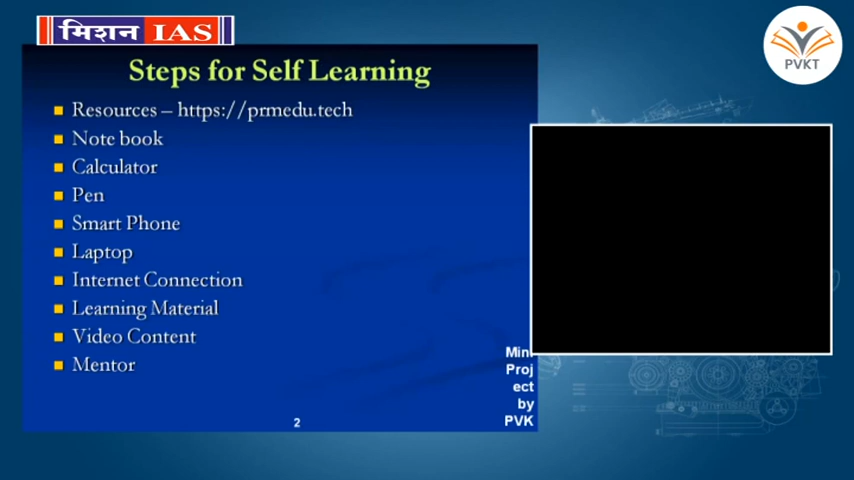 मिशन IAS
PVKT
Steps for Self Learning
Resources – https://prmedu.tech
Note book
Calculator
Pen
Smart Phone
Laptop
Internet Connection
Learning Material
Video Content
Mentor
Mini
Proj
ect
by
PVK
2